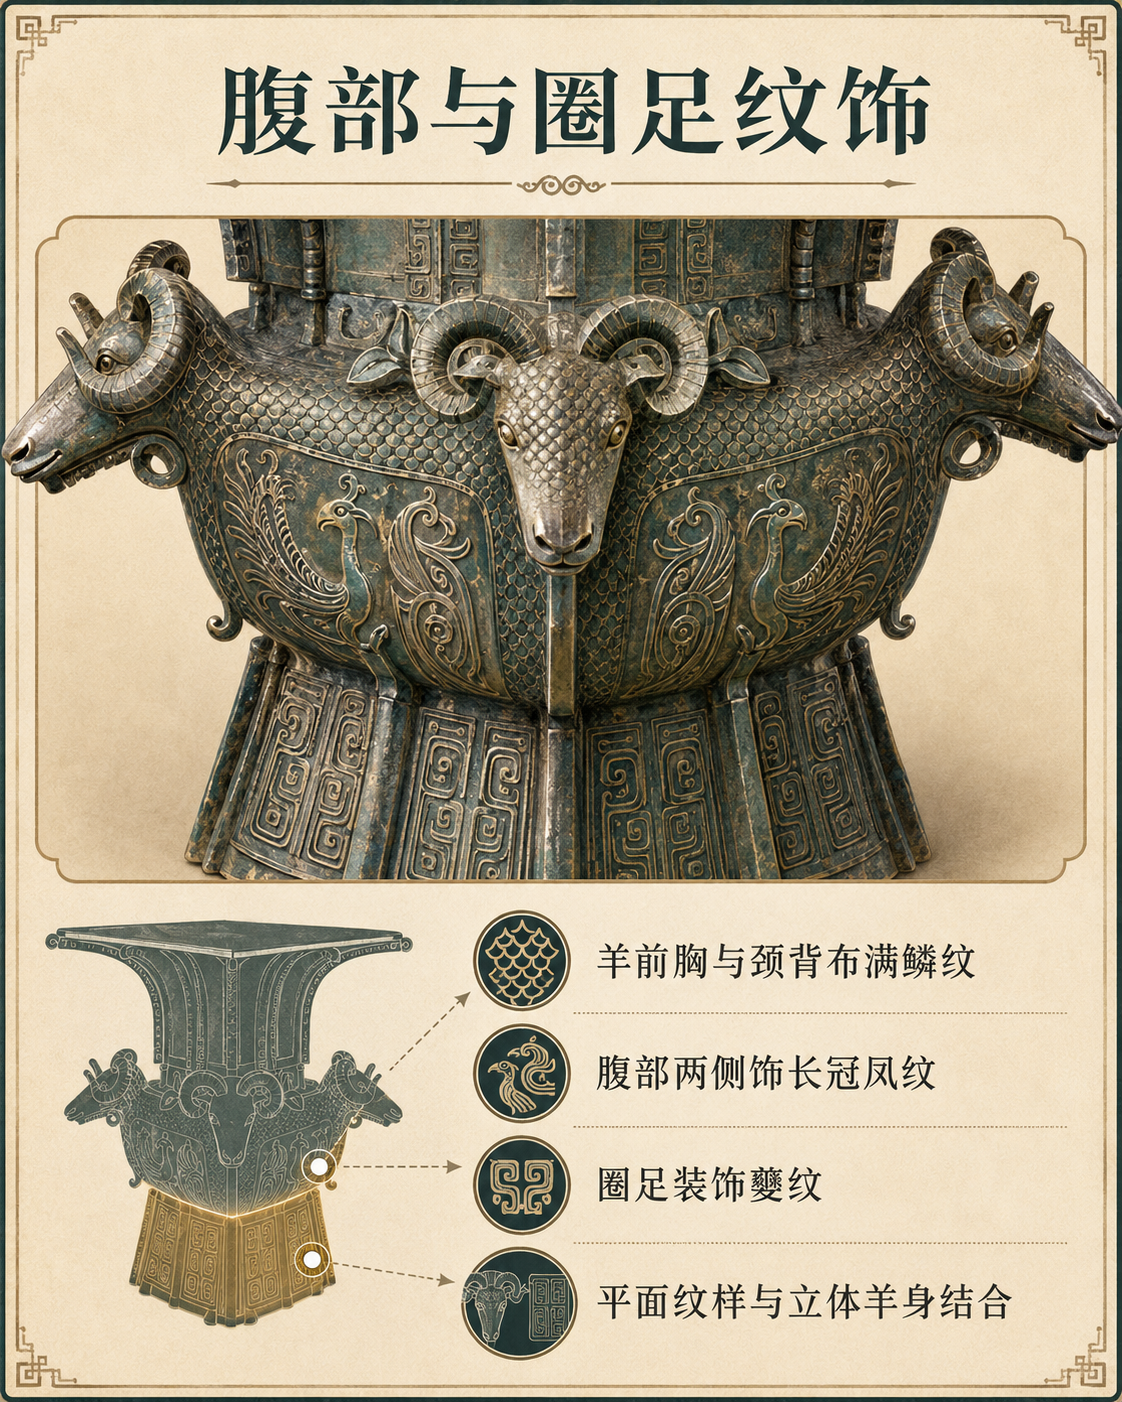 腹部与圈足纹饰
羊前胸与颈背布满鳞纹
腹部两侧饰长冠凤纹
圈足装饰夔纹
平面纹样与立体羊身结合